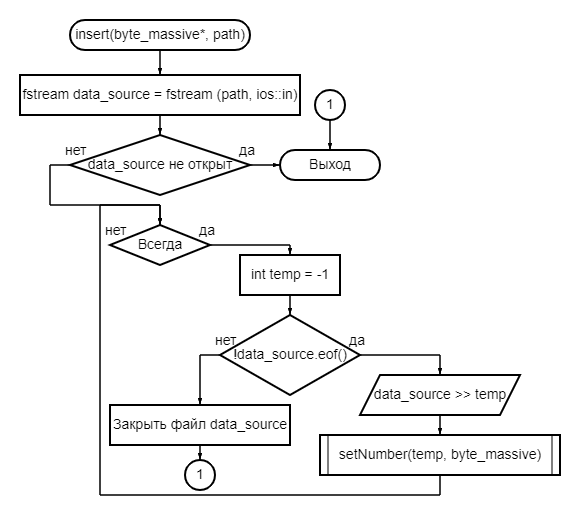 insert(byte_massive*, path)
fstream data_source = fstream (path, ios::in)
1
нет
да
data_source не открыт
Выход
нет
да
Всегда
int temp = -1
нет
да
!data_source.eof()
data_source >> temp
Закрыть файл data_source
setNumber(temp, byte_massive)
1